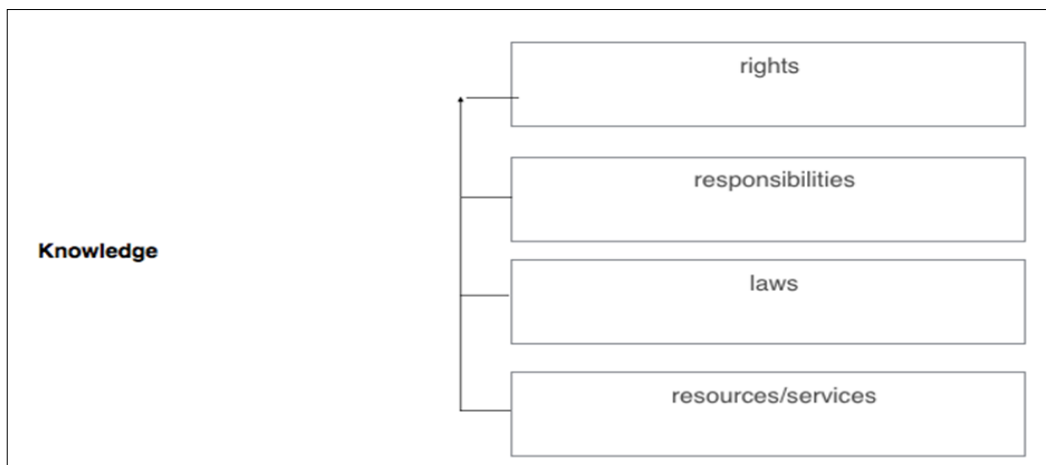 rights
responsibilities
Knowledge
laws
resources/services